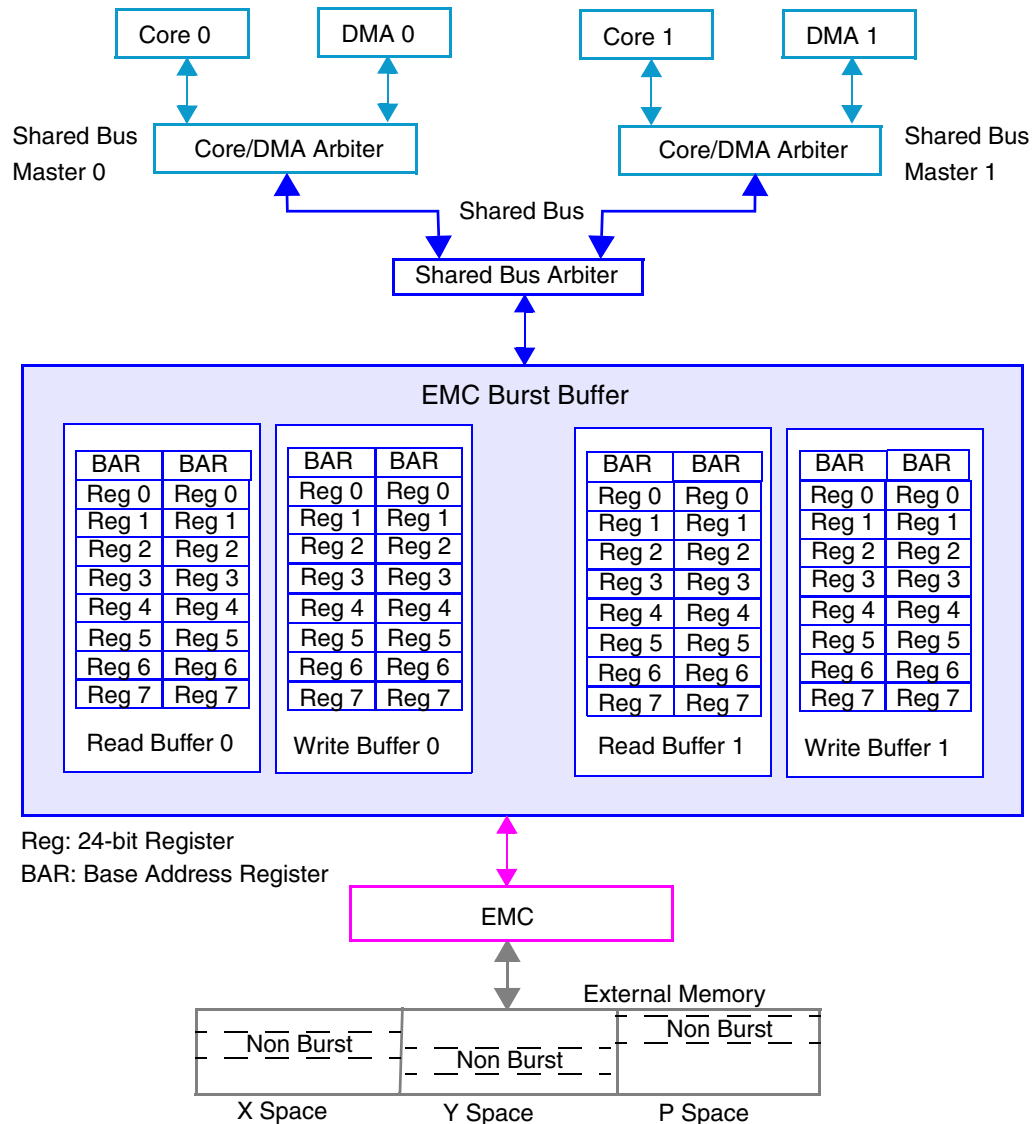 Core 0
DMA 0
Core 1
DMA 1
Shared Bus
Master 0
Core/DMA Arbiter
Core/DMA Arbiter
Shared Bus
Master 1
Shared Bus
Shared Bus Arbiter
EMC Burst Buffer
BAR BAR
Reg 0 Reg 0
Reg 1 Reg 1
Reg 2 Reg 2
Reg 3 Reg 3
Reg 4 Reg 4
Reg 5 Reg 5
Reg 6 Reg 6
Reg 7 Reg 7
Read Buffer 0
BAR BAR
Reg 0 Reg 0
Reg 1 Reg 1
Reg 2 Reg 2
Reg 3 Reg 3
Reg 4 Reg 4
Reg 5 Reg 5
Reg 6 Reg 6
Reg 7 Reg 7
Write Buffer 0
BAR BAR
Reg 0 Reg 0
Reg 1 Reg 1
Reg 2 Reg 2
Reg 3 Reg 3
Reg 4 Reg 4
Reg 5 Reg 5
Reg 6 Reg 6
Reg 7 Reg 7
Read Buffer 1
BAR BAR
Reg 0 Reg 0
Reg 1 Reg 1
Reg 2 Reg 2
Reg 3 Reg 3
Reg 4 Reg 4
Reg 5 Reg 5
Reg 6 Reg 6
Reg 7 Reg 7
Write Buffer 1
Reg: 24-bit Register
BAR: Base Address Register
EMC
External Memory
Non Burst
Non Burst
Non Burst
X Space
Y Space
P Space